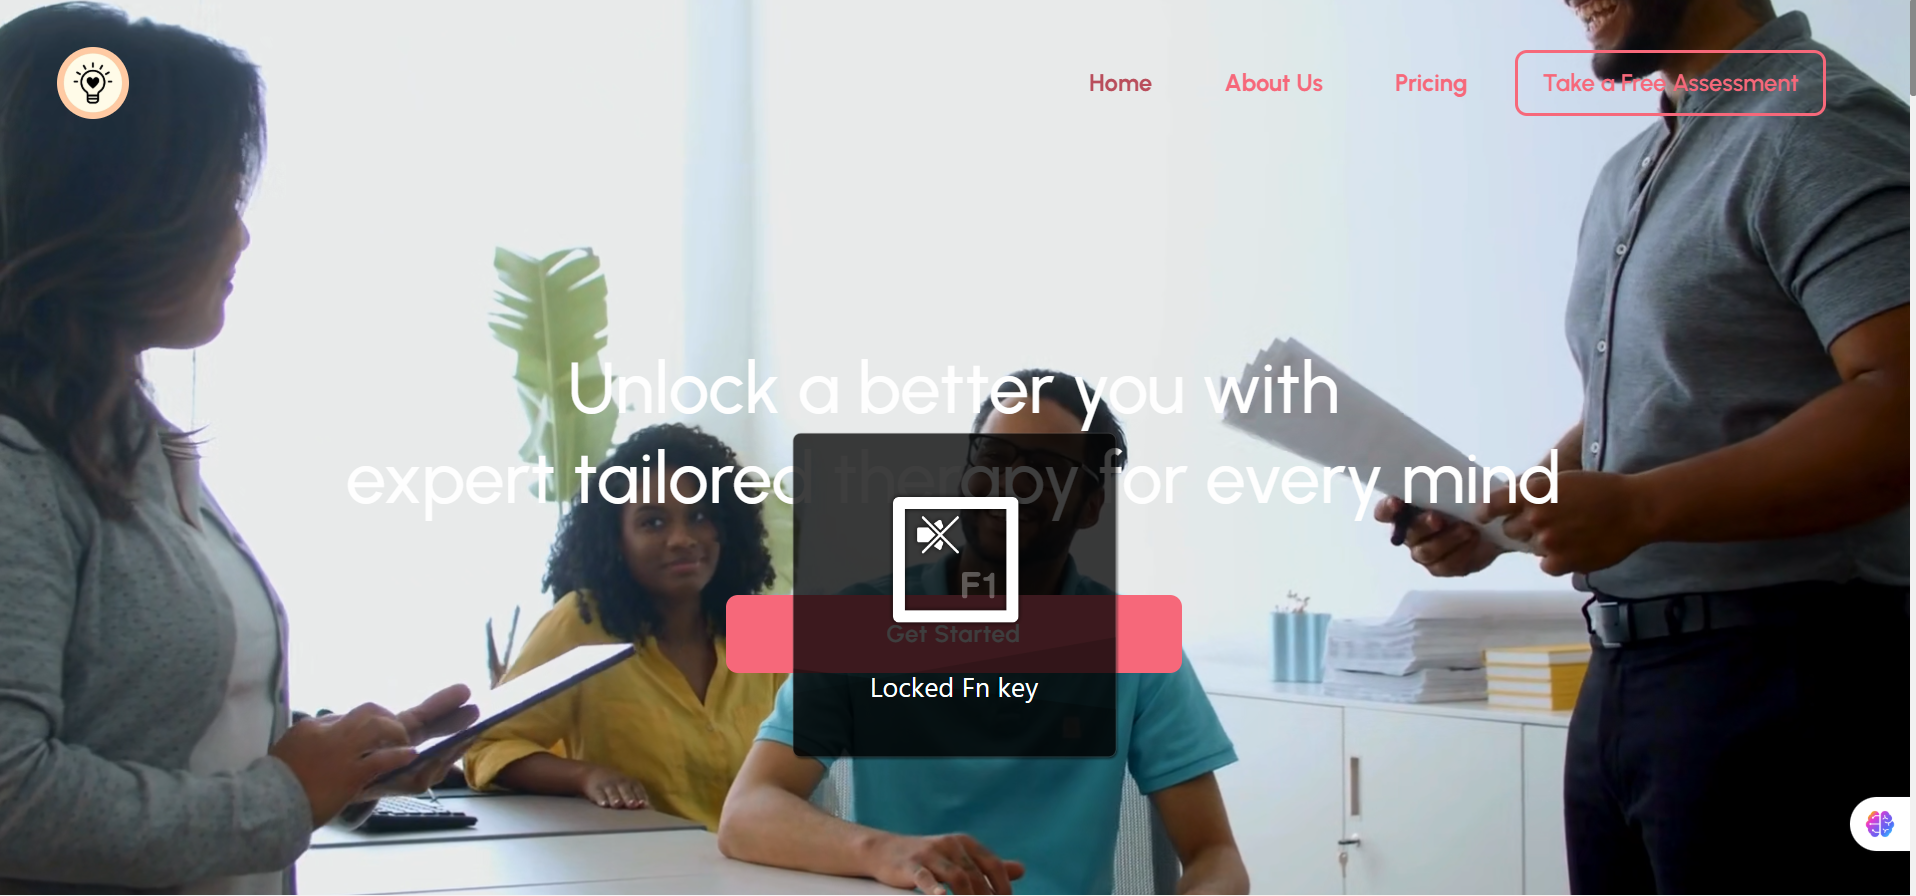 Home About Us Pricing Take a Free Assessment
Unlock a better you with
expert tailored therapy for every mind
F1
Get Started
Locked Fn key